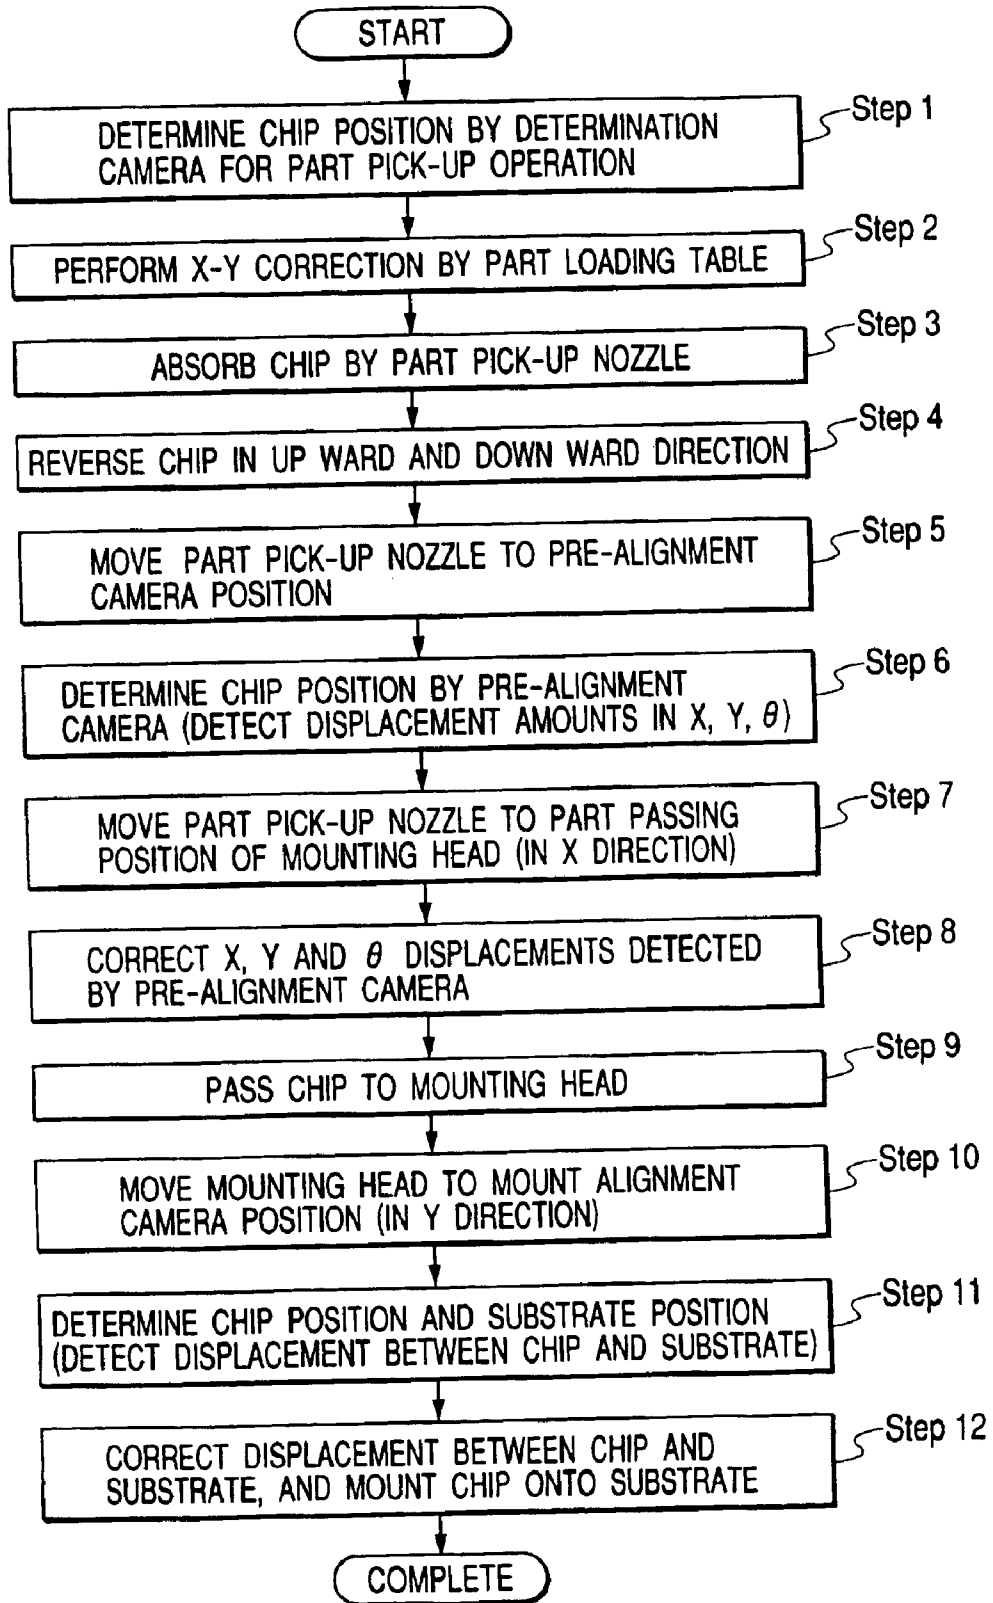 START
Step 1
DETERMINE CHIP POSITION BY DETERMINATION
CAMERA FOR PART PICK-UP OPERATION
Step 2
PERFORM X-Y CORRECTION BY PART LOADING TABLE
Step 3
ABSORB CHIP BY PART PICK-UP NOZZLE
Step 4
REVERSE CHIP IN UP WARD AND DOWN WARD DIRECTION
Step 5
MOVE PART PICK-UP NOZZLE TO PRE-ALIGNMENT
CAMERA POSITION
Step 6
DETERMINE CHIP POSITION BY PRE-ALIGNMENT
CAMERA (DETECT DISPLACEMENT AMOUNTS IN X, Y, θ)
Step 7
MOVE PART PICK-UP NOZZLE TO PART PASSING
POSITION OF MOUNTING HEAD (IN X DIRECTION)
Step 8
CORRECT X, Y AND θ DISPLACEMENTS DETECTED
BY PRE-ALIGNMENT CAMERA
Step 9
PASS CHIP TO MOUNTING HEAD
Step 10
MOVE MOUNTING HEAD TO MOUNT ALIGNMENT
CAMERA POSITION (IN Y DIRECTION)
Step 11
DETERMINE CHIP POSITION AND SUBSTRATE POSITION
(DETECT DISPLACEMENT BETWEEN CHIP AND SUBSTRATE)
Step 12
CORRECT DISPLACEMENT BETWEEN CHIP AND
SUBSTRATE, AND MOUNT CHIP ONTO SUBSTRATE
COMPLETE